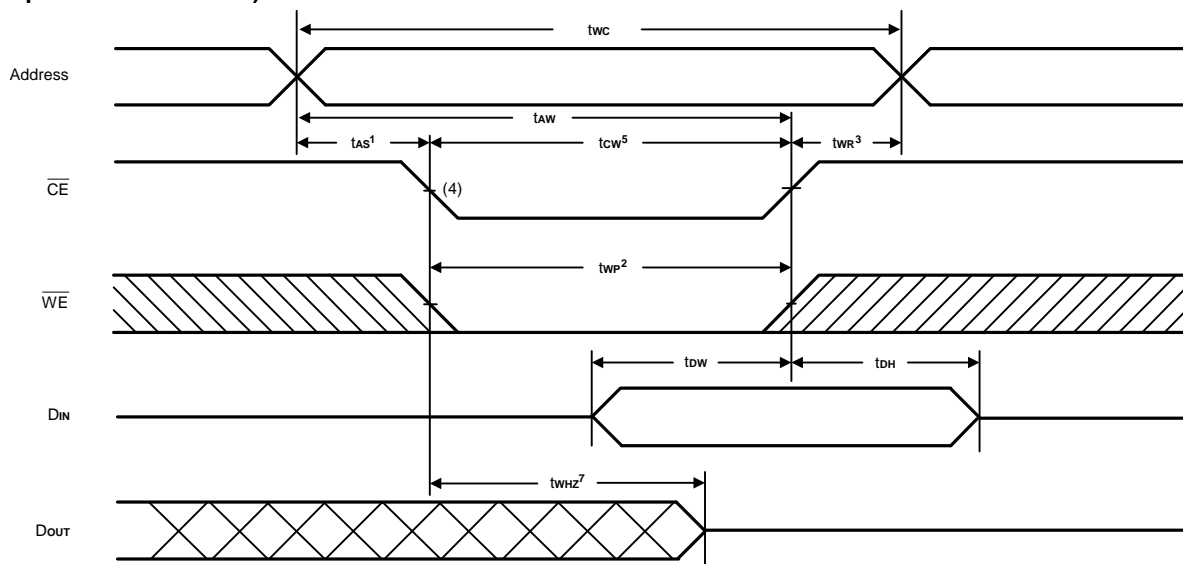 twc
Address
tAW
tAS¹ tCW⁵ tWR³
CE
(4)
tWP²
WE
tDW tDH
DIN
tWHZ⁷
DOUT